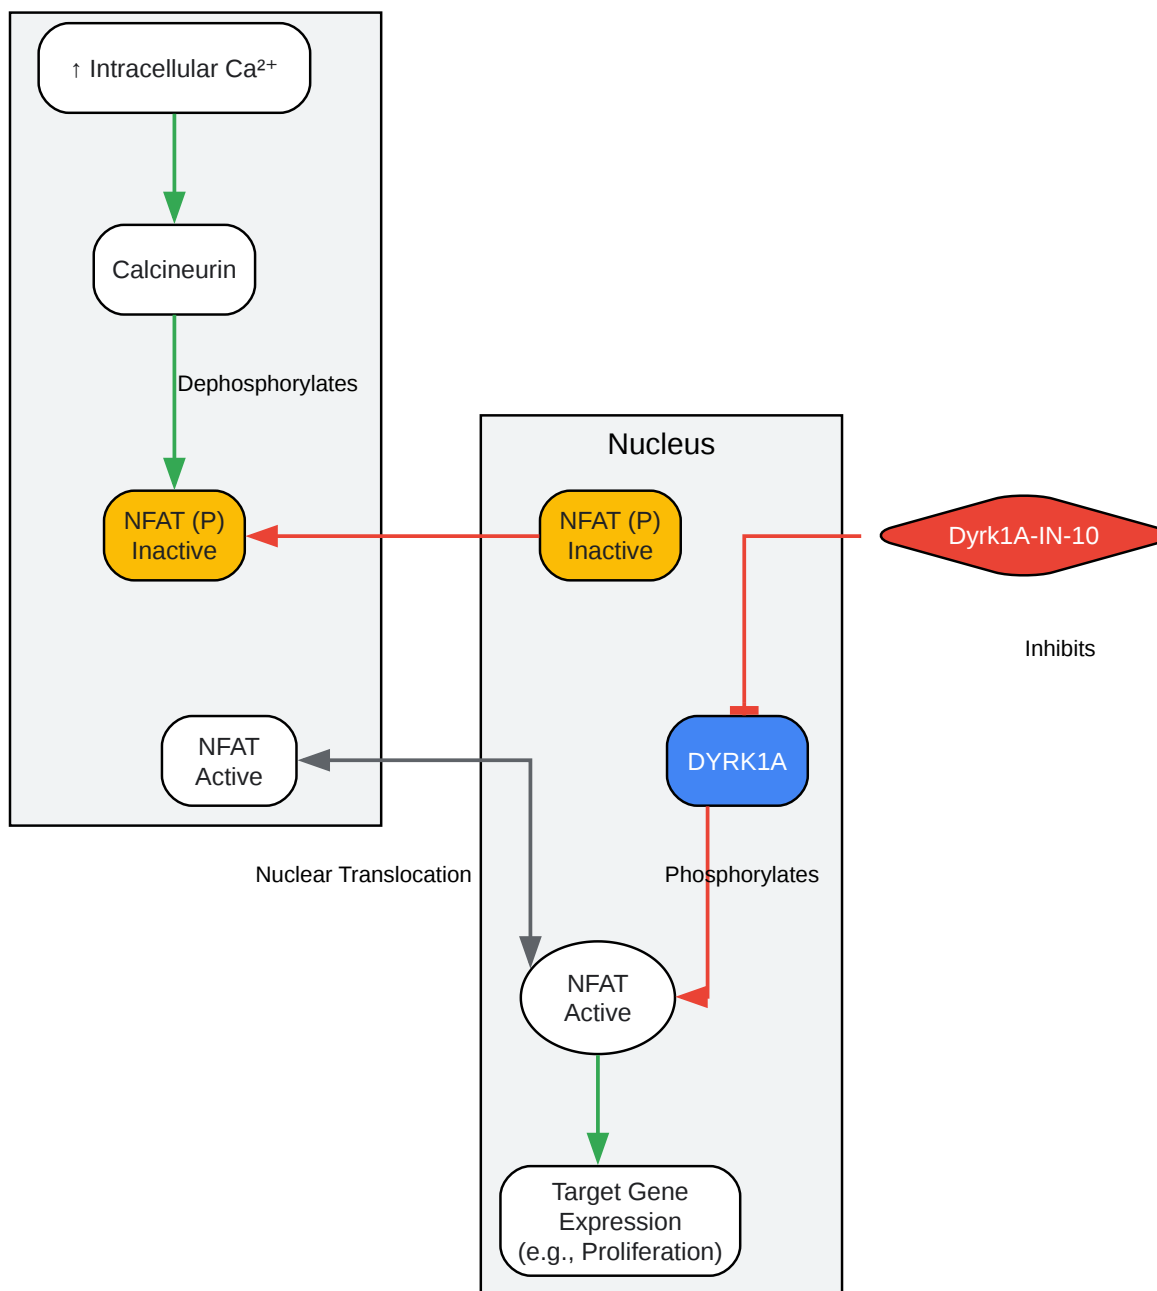 ↑ Intracellular Ca²⁺
Calcineurin
Dephosphorylates
Nucleus
NFAT (P)
Inactive
NFAT (P)
Inactive
Dyrk1A-IN-10
Inhibits
NFAT
Active
DYRK1A
Nuclear Translocation
Phosphorylates
NFAT
Active
Target Gene
Expression
(e.g., Proliferation)